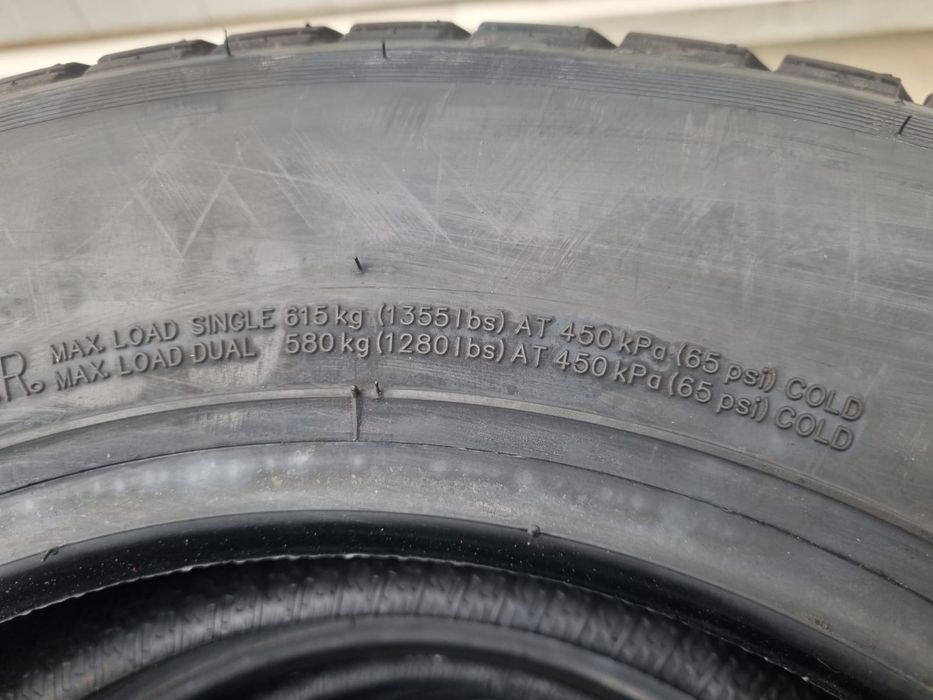 R. MAX. LOAD SINGLE 615 kg (1355 lbs) AT 450 kPa (65 psi) COLD
MAX. LOAD DUAL 580 kg (1280 lbs) AT 450 kPa (65 psi) COLD